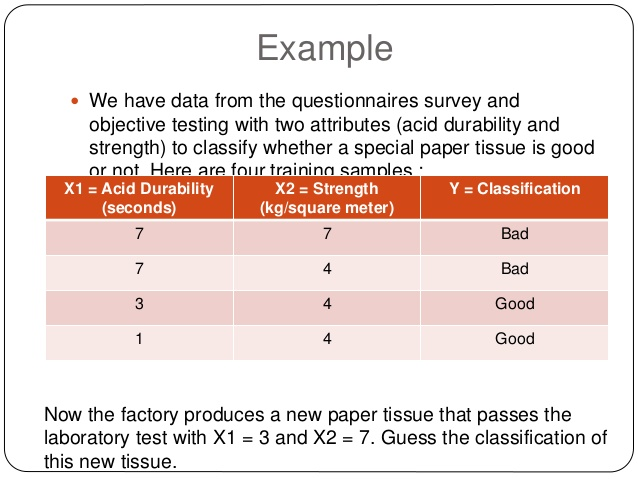 Example
• We have data from the questionnaires survey and
objective testing with two attributes (acid durability and
strength) to classify whether a special paper tissue is good
or not. Here are four training samples :
X1 = Acid Durability (seconds) X2 = Strength (kg/square meter) Y = Classification
7 7 Bad
7 4 Bad
3 4 Good
1 4 Good
Now the factory produces a new paper tissue that passes the
laboratory test with X1 = 3 and X2 = 7. Guess the classification of
this new tissue.